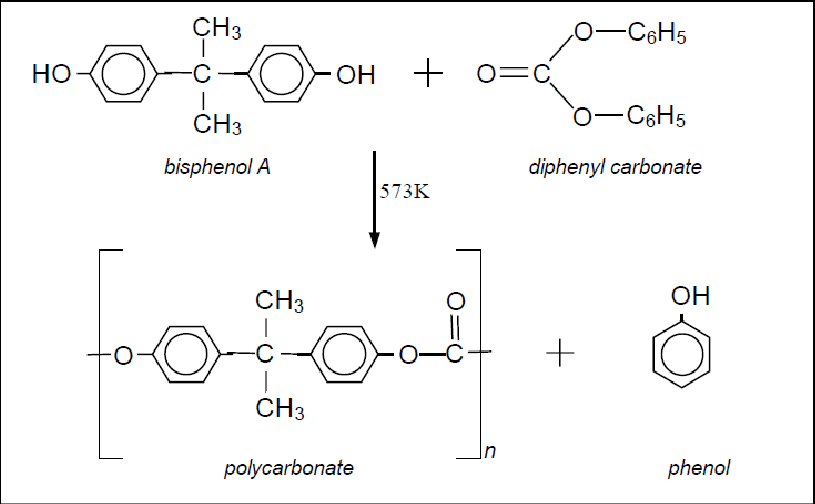 CH3
O—C6H5
HO
C
OH
+
O=C
CH3
O—C6H5
bisphenol A
diphenyl carbonate
573K
CH3
O
OH
O
C
O—C
+
CH3
n
polycarbonate
phenol